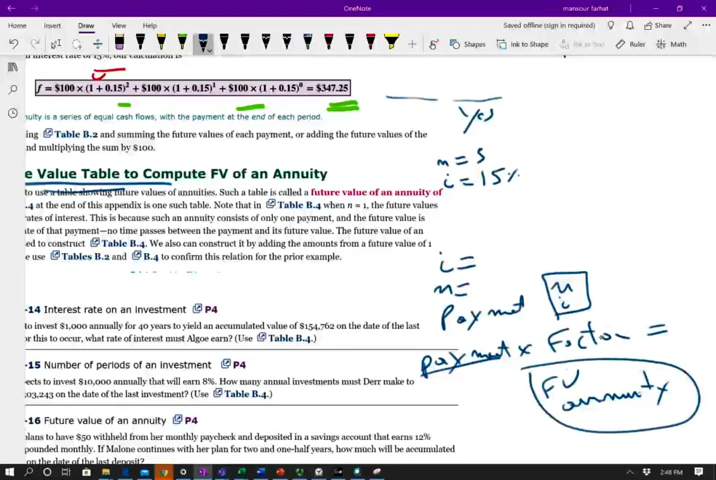 OneNote
mansour farhat
Home Insert Draw View Help
Saved offline (sign in required) Share
Shapes Ink to Shape Ink to Text Ruler Math
f = $100 × (1 + 0.15)² + $100 × (1 + 0.15)¹ + $100 × (1 + 0.15)⁰ = $347.25
nuity is a series of equal cash flows, with the payment at the end of each period.
ing Table B.2 and summing the future values of each payment, or adding the future values of the
nd multiplying the sum by $100.
e Value Table to Compute FV of an Annuity
to use a table showing future values of annuities. Such a table is called a future value of an annuity of
.4 at the end of this appendix is one such table. Note that in Table B.4 when n = 1, the future values
rates of interest. This is because such an annuity consists of only one payment, and the future value is
ate of that payment—no time passes between the payment and its future value. The future value of an
ed to construct Table B.4. We also can construct it by adding the amounts from a future value of 1
e use Tables B.2 and B.4 to confirm this relation for the prior example.
-14 Interest rate on an investment P4
to invest $1,000 annually for 40 years to yield an accumulated value of $154,762 on the date of the last
r this to occur, what rate of interest must Algoe earn? (Use Table B.4.)
-15 Number of periods of an investment P4
ects to invest $10,000 annually that will earn 8%. How many annual investments must Derr make to
03,243 on the date of the last investment? (Use Table B.4.)
-16 Future value of an annuity P4
plans to have $50 withheld from her monthly paycheck and deposited in a savings account that earns 12%
pounded monthly. If Malone continues with her plan for two and one-half years, how much will be accumulated
on the date of the last deposit?
n = 5
i = 15%
i =
n =
Payment
n
i
payment × Factor =
FV
annuity
2:48 PM